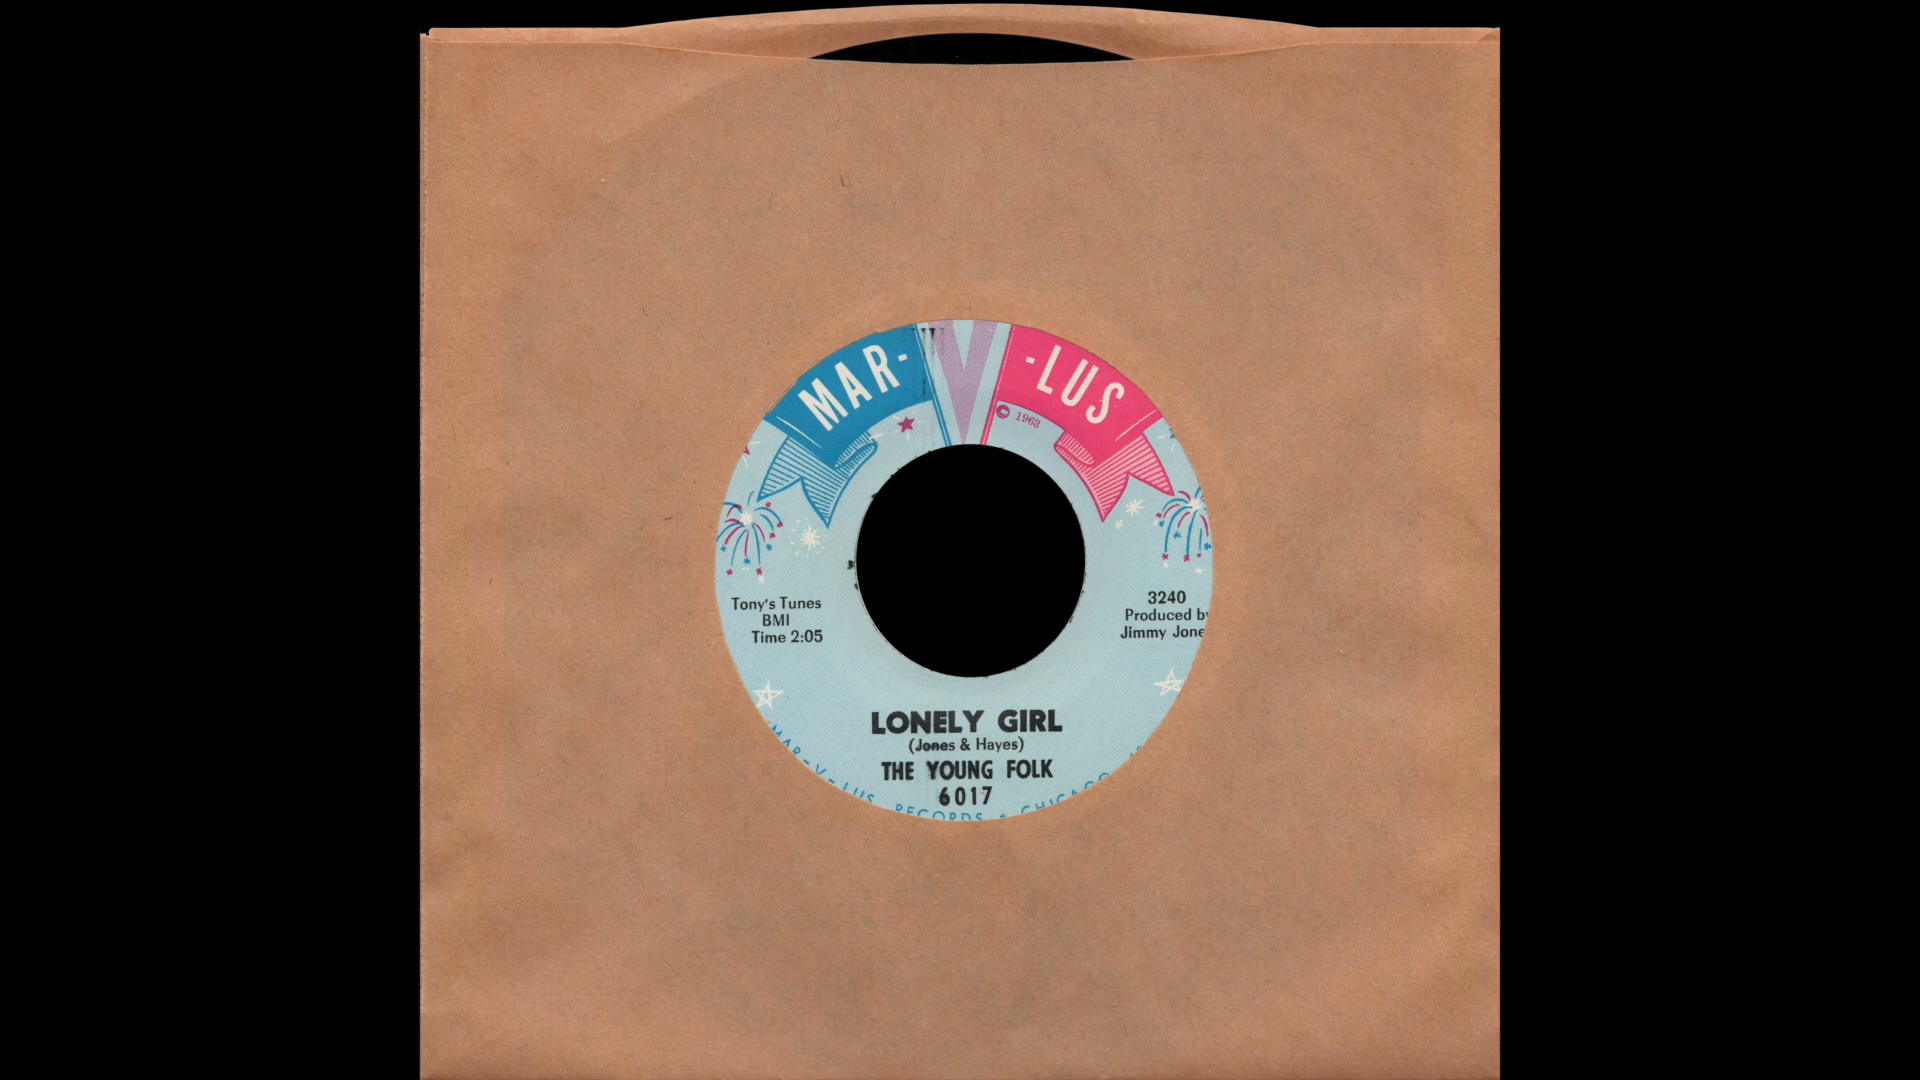 MAR-V-LUS
© 1963
Tony's Tunes
BMI
Time 2:05
3240
Produced by
Jimmy Jone
LONELY GIRL
(Jones & Hayes)
THE YOUNG FOLK
6017
MAR-V-LUS RECORDS * CHICAGO